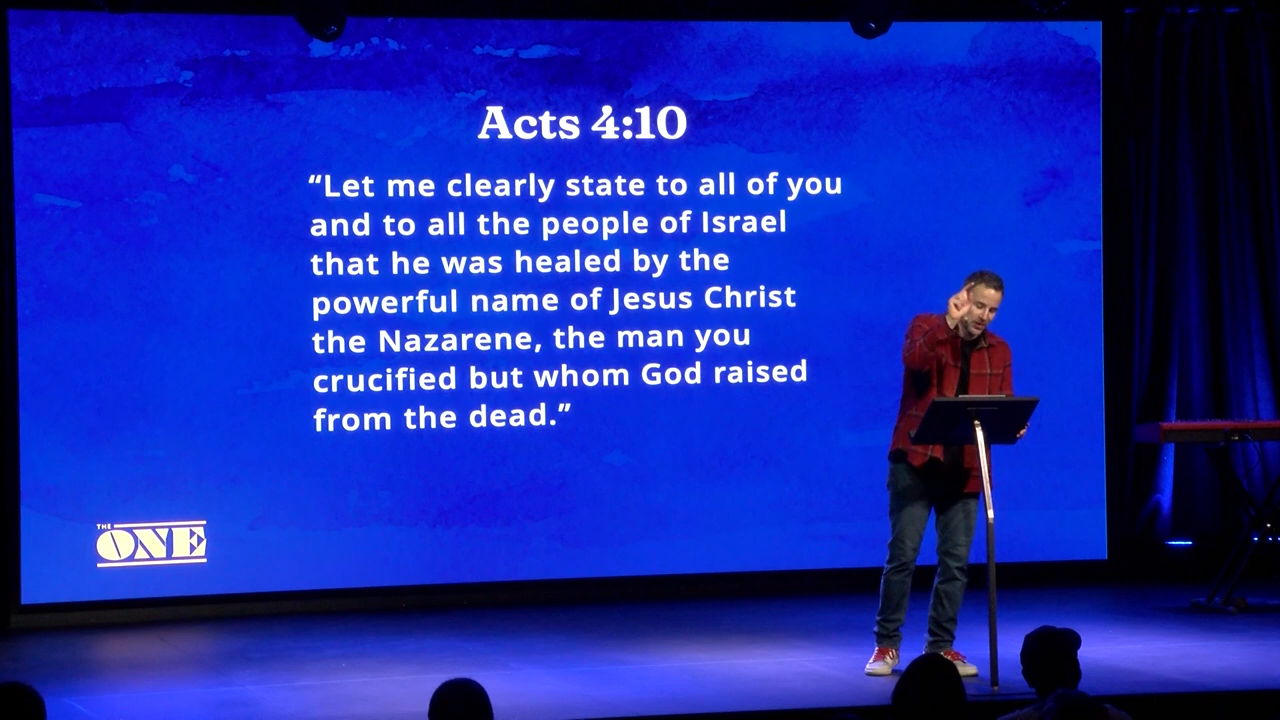 Acts 4:10
“Let me clearly state to all of you
and to all the people of Israel
that he was healed by the
powerful name of Jesus Christ
the Nazarene, the man you
crucified but whom God raised
from the dead.”
THE
ONE